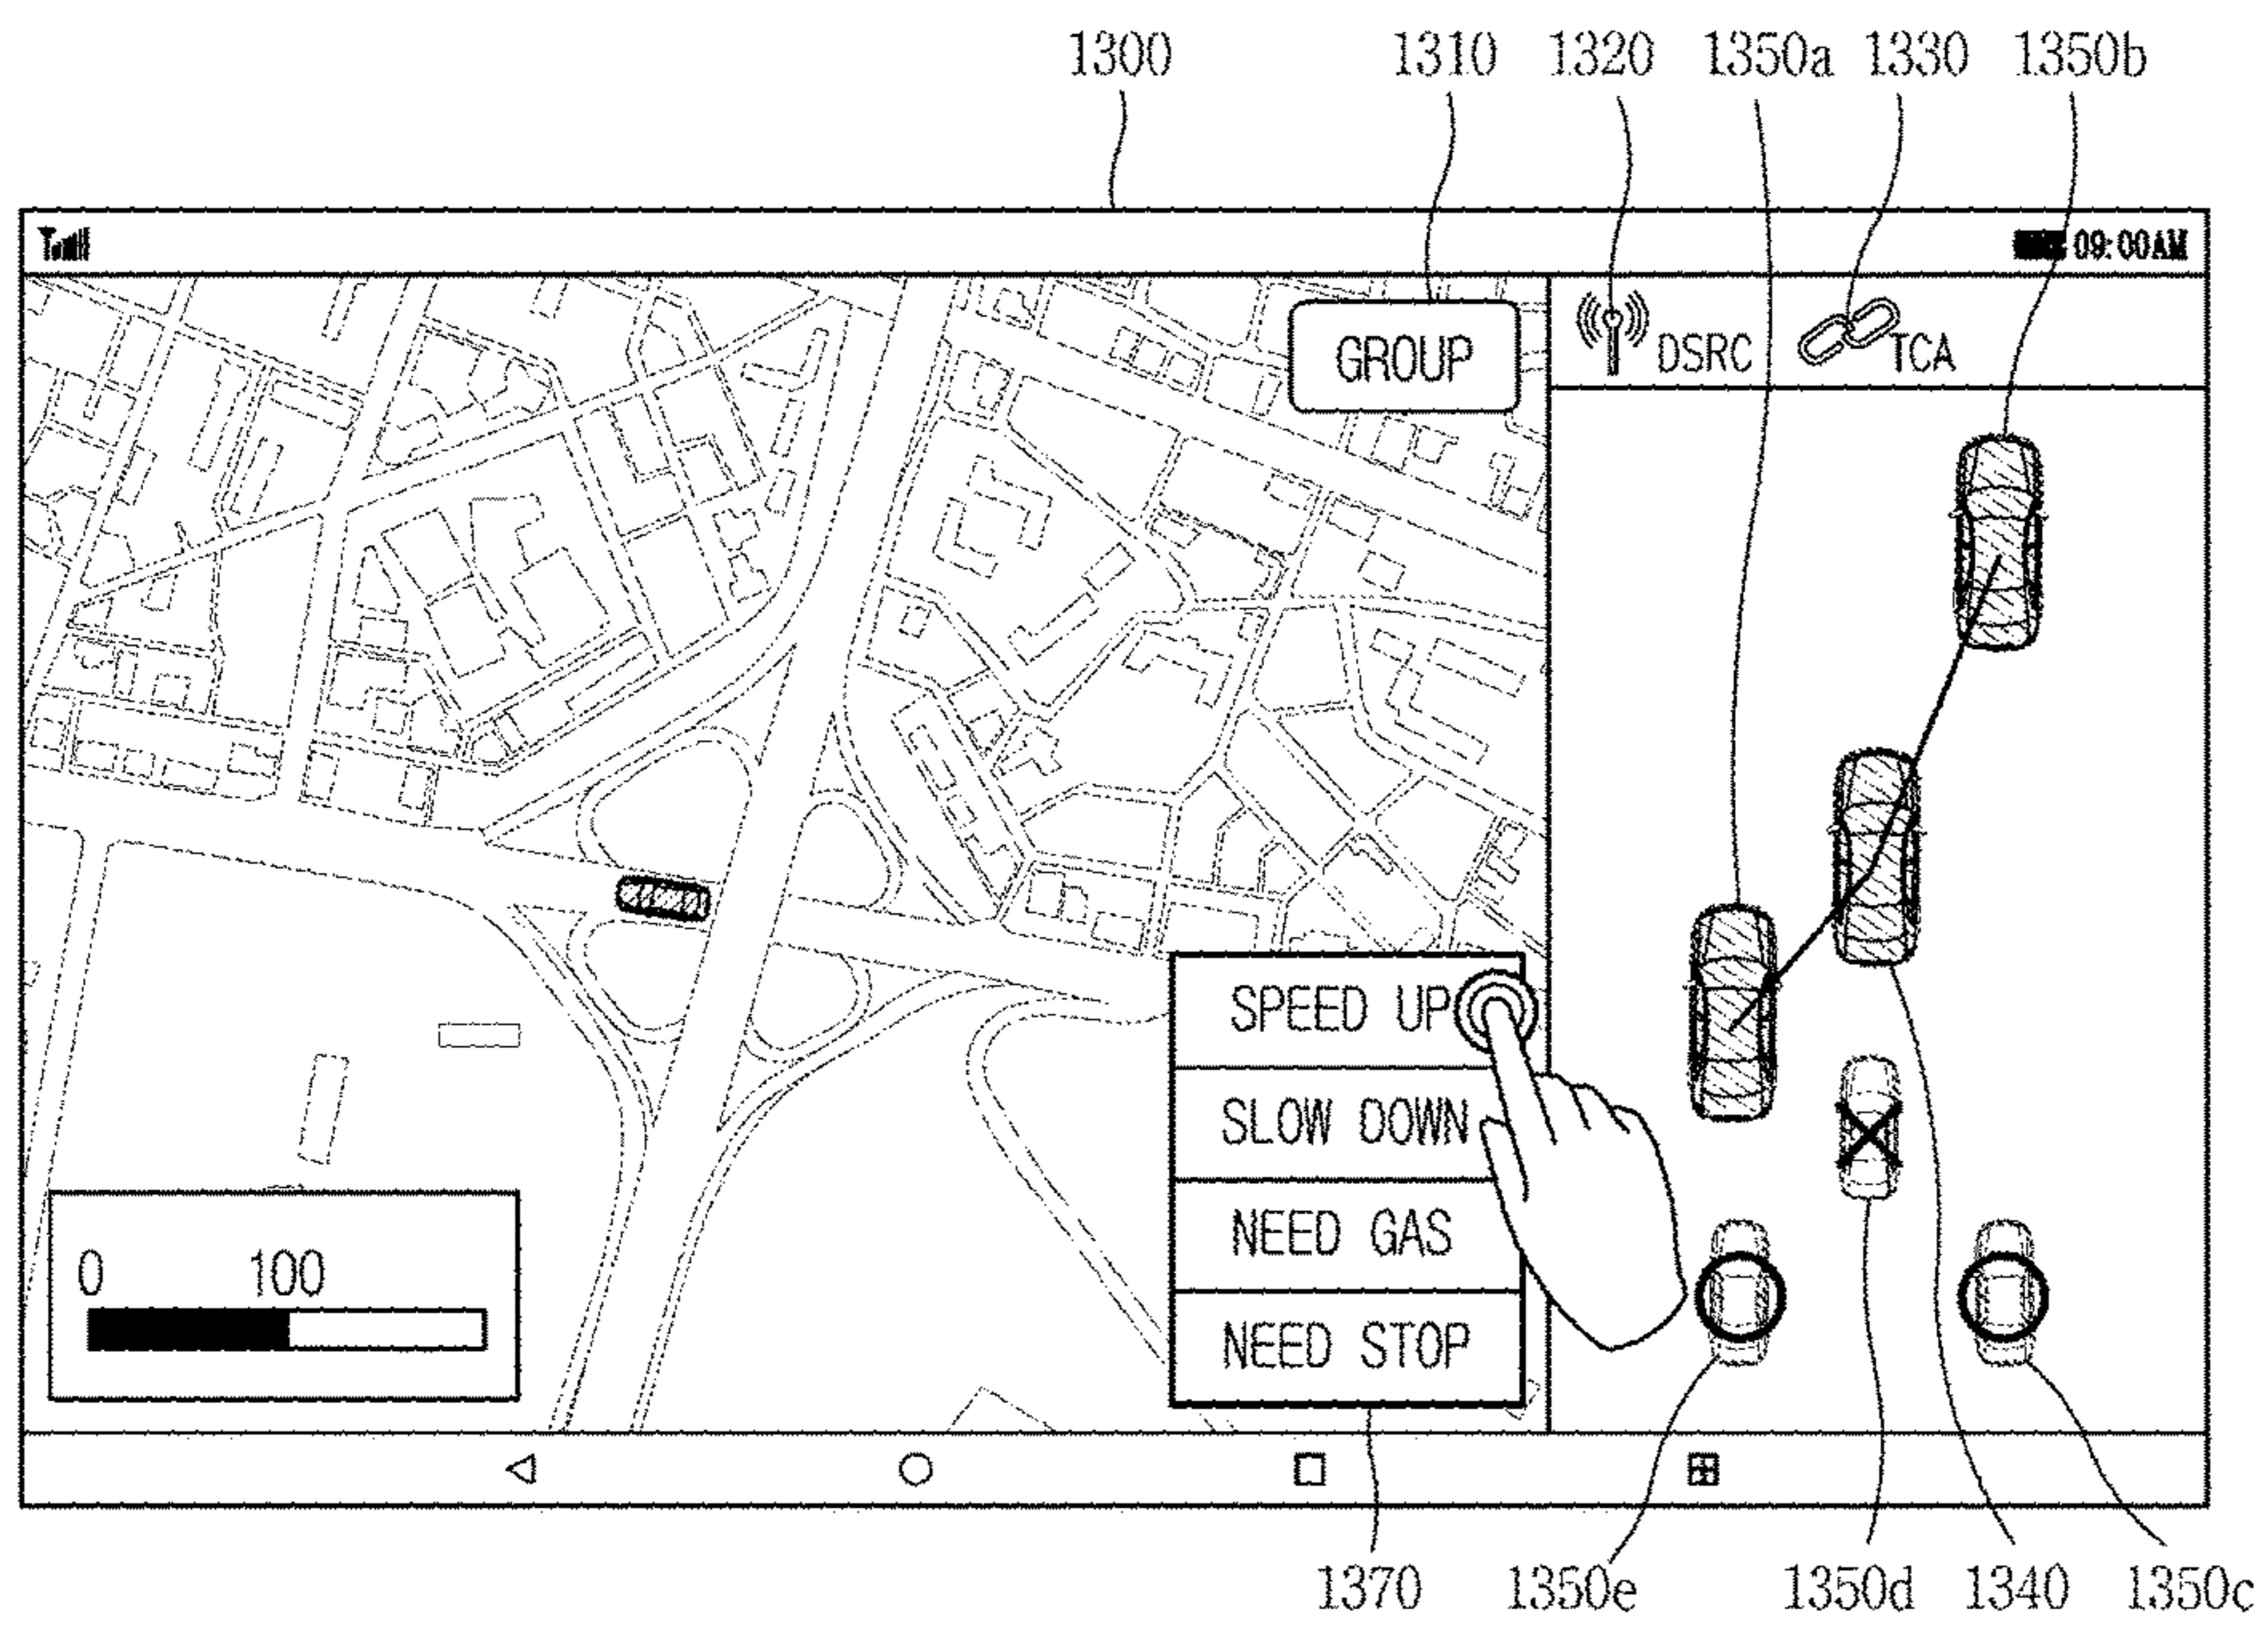 1300 1310 1320 1350a 1330 1350b
09:00AM
GROUP
DSRC TCA
SPEED UP
SLOW DOWN
NEED GAS
NEED STOP
0 100
1370 1350e 1350d 1340 1350c